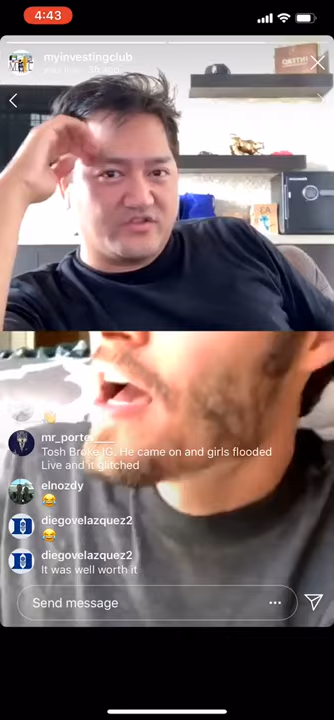 4:43
myinvestingclub
mr_porter____
Tosh Broke IG. He came on and girls flooded
Live and it glitched
elnozdy
😂
diegovelazquez2
😂
diegovelazquez2
It was well worth it
Send message